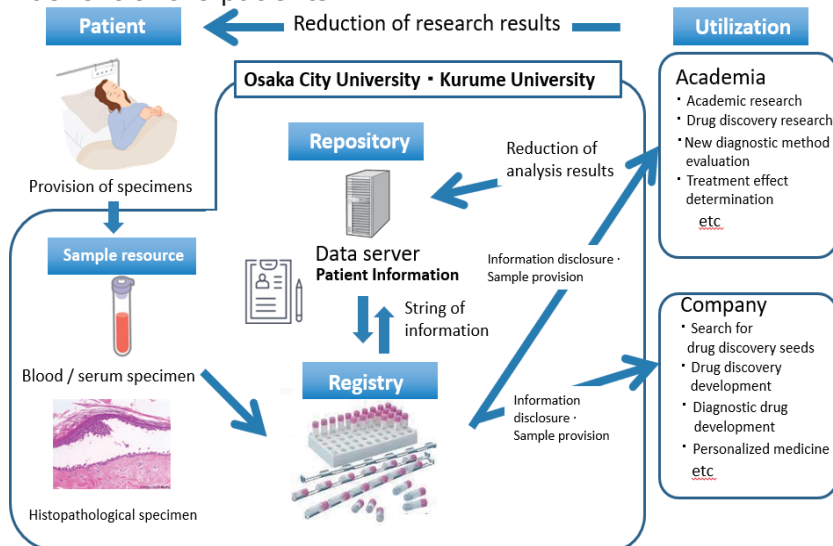 Patient
Reduction of research results
Utilization
Osaka City University・Kurume University
Provision of specimens
Sample resource
Blood / serum specimen
Histopathological specimen
Repository
Data server
Patient Information
String of
information
Registry
Reduction of
analysis results
Information disclosure ·
Sample provision
Information
disclosure ·
Sample provision
Academia
· Academic research
· Drug discovery research
· New diagnostic method
evaluation
· Treatment effect
determination
etc
Company
· Search for
drug discovery seeds
· Drug discovery
development
· Diagnostic drug
development
· Personalized medicine
etc